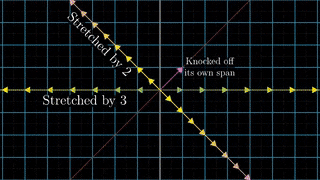 Stretched by 2
Knocked off
its own span
Stretched by 3